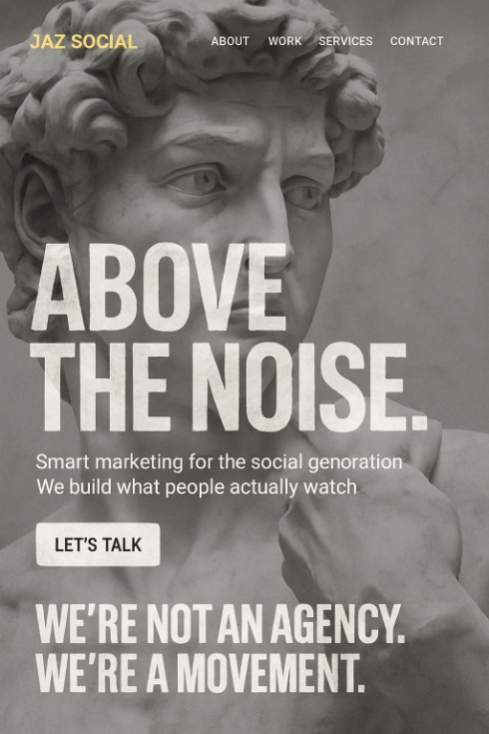 JAZ SOCIAL
ABOUT WORK SERVICES CONTACT
ABOVE
THE NOISE.
Smart marketing for the social genoration
We build what people actually watch
LET'S TALK
WE'RE NOT AN AGENCY.
WE'RE A MOVEMENT.